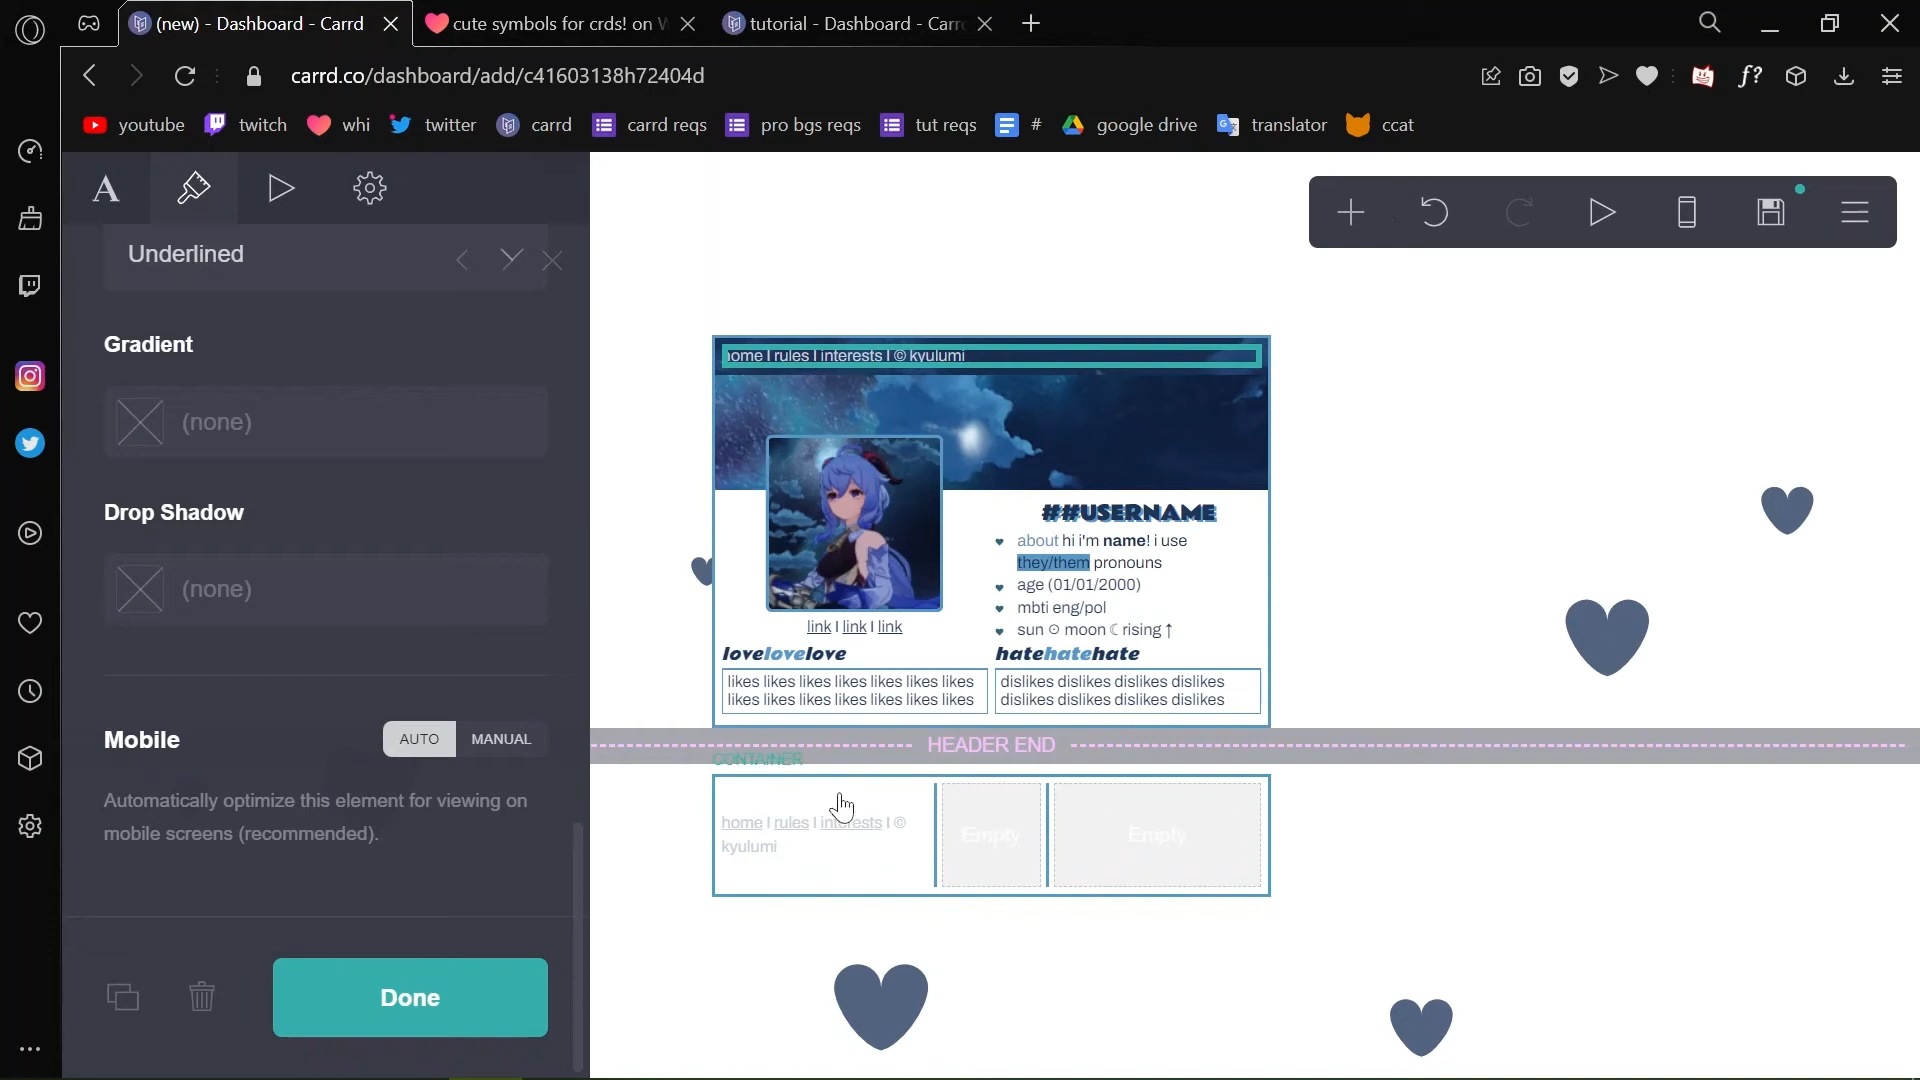 (new) - Dashboard - Carrd
cute symbols for crds! on W
tutorial - Dashboard - Carr
carrd.co/dashboard/add/c41603138h72404d
youtube
twitch
whi
twitter
carrd
carrd reqs
pro bgs reqs
tut reqs
#
google drive
translator
ccat
Underlined
Gradient
(none)
Drop Shadow
(none)
Mobile
AUTO
MANUAL
Automatically optimize this element for viewing on
mobile screens (recommended).
Done
home I rules I interests I © kyulumi
##USERNAME
about hi i'm name! i use
they/them pronouns
age (01/01/2000)
mbti eng/pol
sun ☉ moon ☾ rising ↑
link I link I link
lovelovelove
hatehatehate
likes likes likes likes likes likes likes
likes likes likes likes likes likes likes
dislikes dislikes dislikes dislikes
dislikes dislikes dislikes dislikes
HEADER END
CONTAINER
home I rules I interests I ©
kyulumi
Empty
Empty